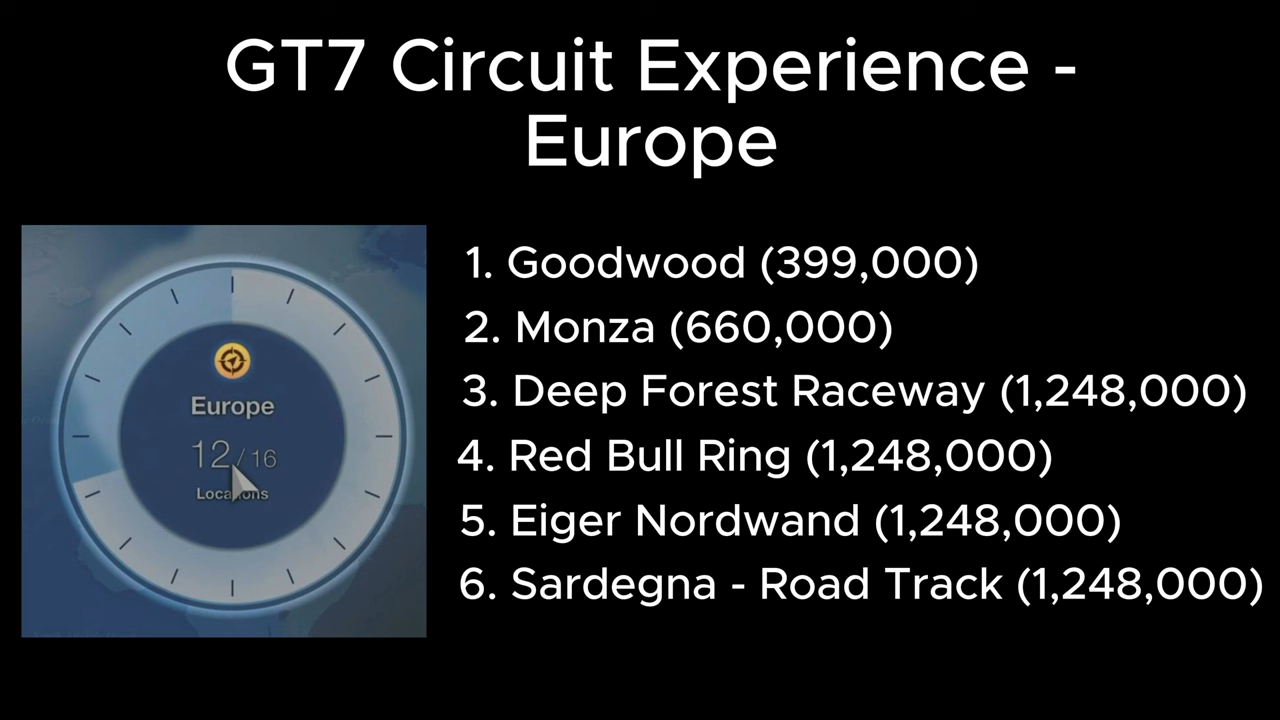 GT7 Circuit Experience -
Europe
Europe
12 / 16
Locations
1. Goodwood (399,000)
2. Monza (660,000)
3. Deep Forest Raceway (1,248,000)
4. Red Bull Ring (1,248,000)
5. Eiger Nordwand (1,248,000)
6. Sardegna - Road Track (1,248,000)